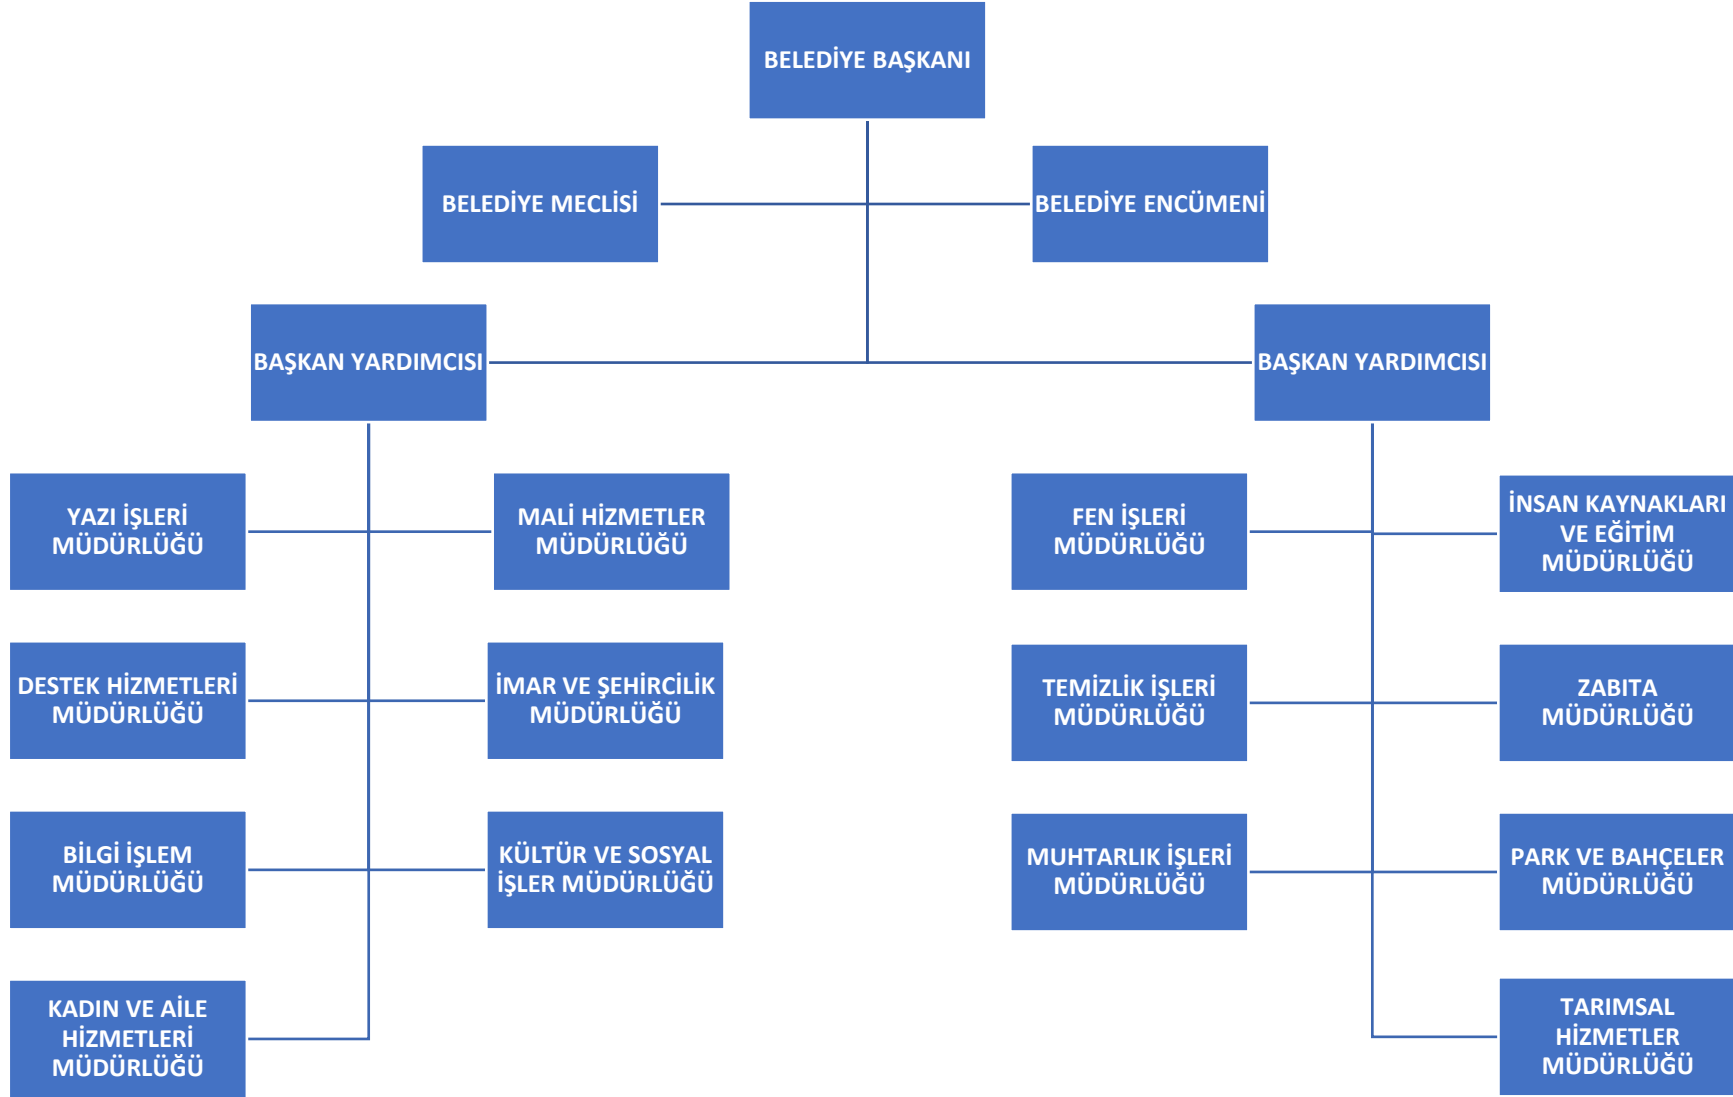 BELEDİYE BAŞKANI
BELEDİYE MECLİSİ
BELEDİYE ENCÜMENİ
BAŞKAN YARDIMCISI
BAŞKAN YARDIMCISI
YAZI İŞLERİ
MÜDÜRLÜĞÜ
MALİ HİZMETLER
MÜDÜRLÜĞÜ
FEN İŞLERİ
MÜDÜRLÜĞÜ
İNSAN KAYNAKLARI
VE EĞİTİM
MÜDÜRLÜĞÜ
DESTEK HİZMETLERİ
MÜDÜRLÜĞÜ
İMAR VE ŞEHİRCİLİK
MÜDÜRLÜĞÜ
TEMİZLİK İŞLERİ
MÜDÜRLÜĞÜ
ZABITA
MÜDÜRLÜĞÜ
BİLGİ İŞLEM
MÜDÜRLÜĞÜ
KÜLTÜR VE SOSYAL
İŞLER MÜDÜRLÜĞÜ
MUHTARLIK İŞLERİ
MÜDÜRLÜĞÜ
PARK VE BAHÇELER
MÜDÜRLÜĞÜ
KADIN VE AİLE
HİZMETLERİ
MÜDÜRLÜĞÜ
TARIMSAL
HİZMETLER
MÜDÜRLÜĞÜ